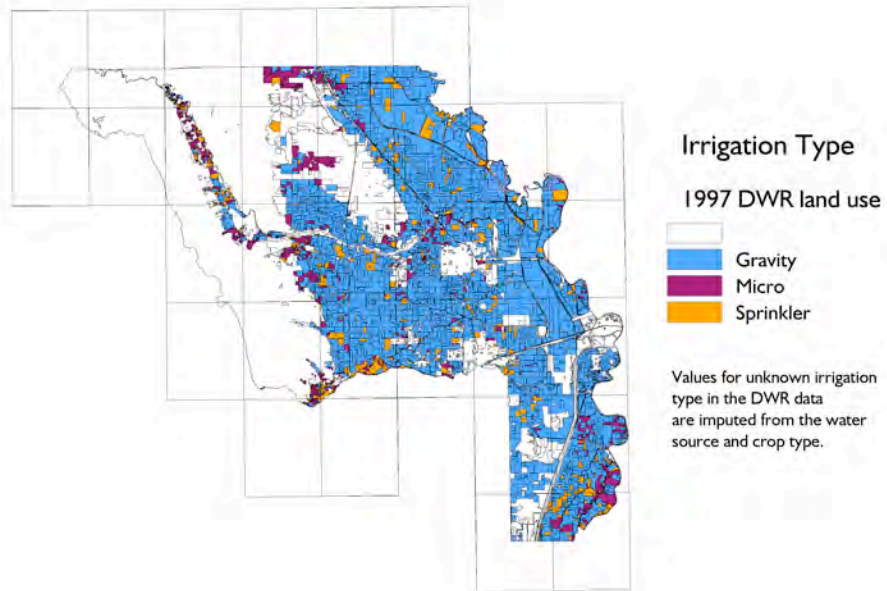 Irrigation Type
1997 DWR land use
Gravity
Micro
Sprinkler
Values for unknown irrigation
type in the DWR data
are imputed from the water
source and crop type.